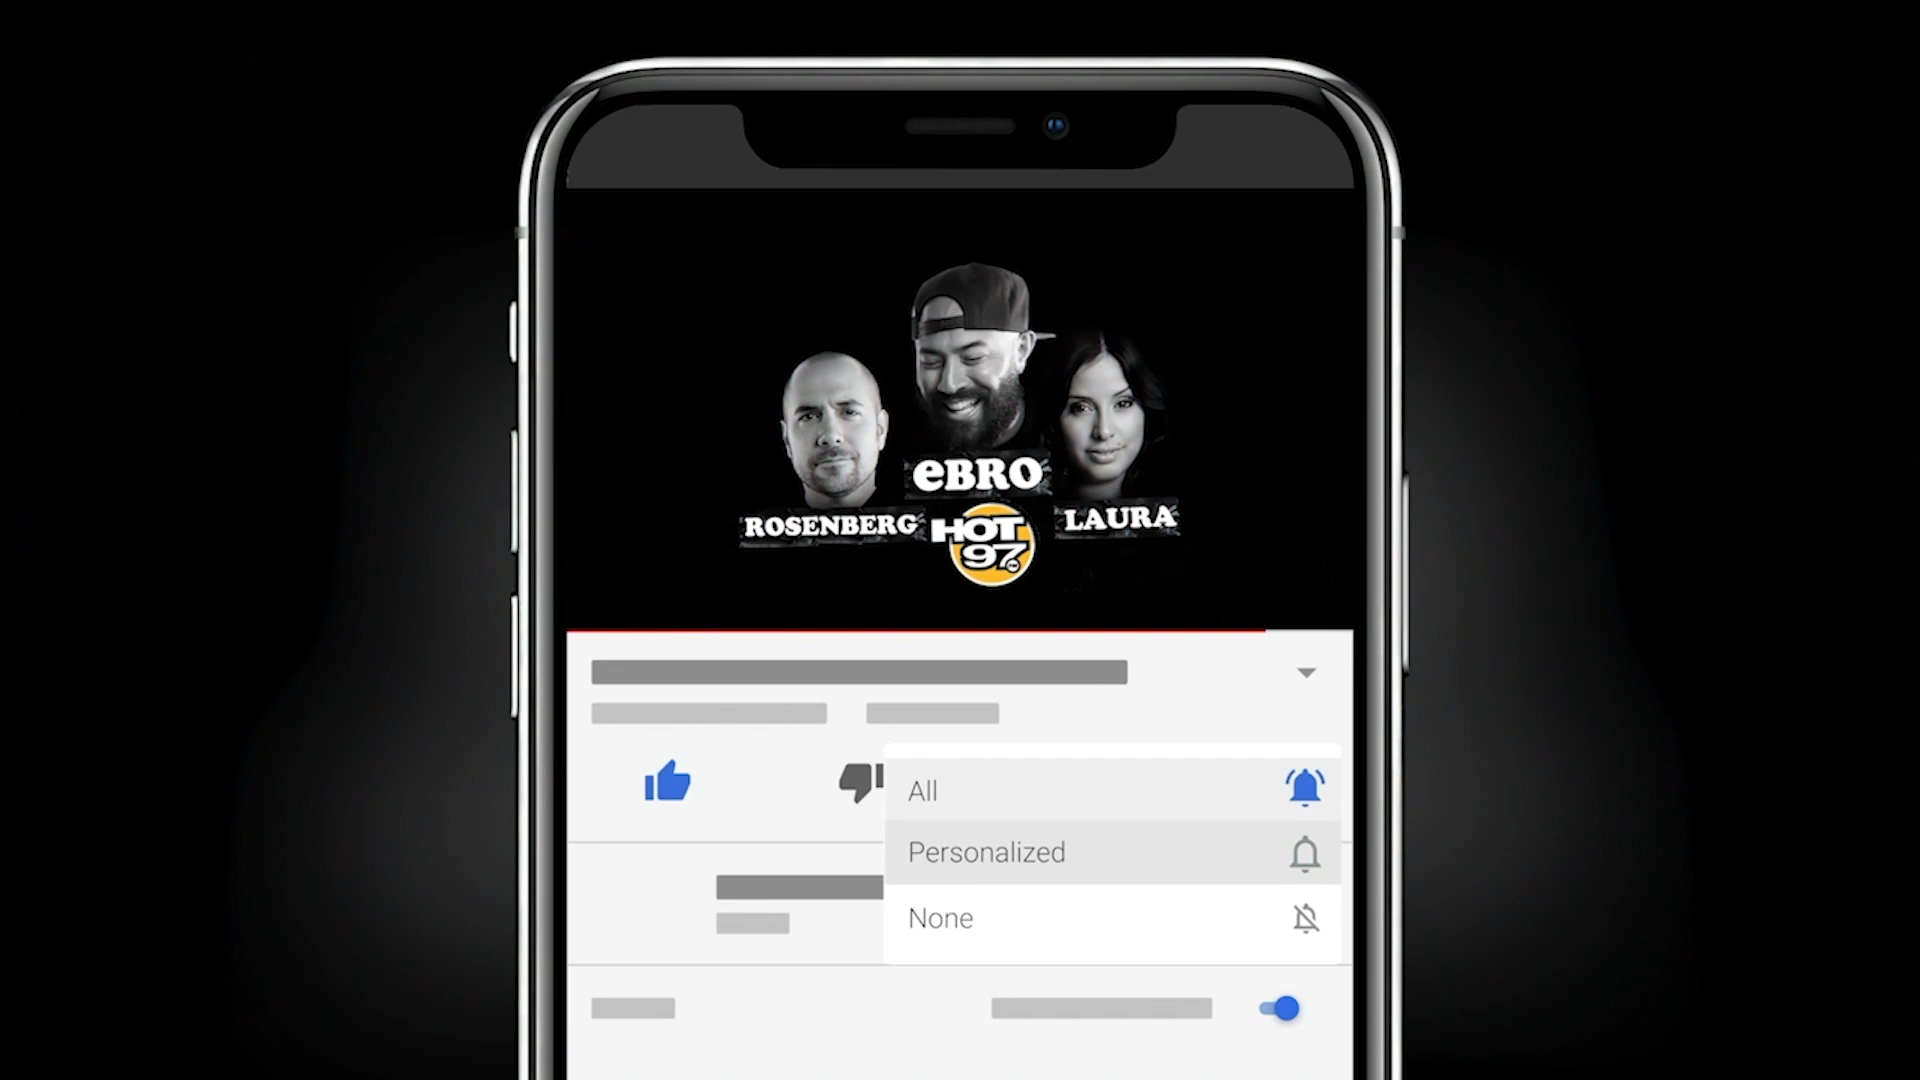 eBRO
ROSENBERG
HOT
LAURA
97
All
Personalized
None